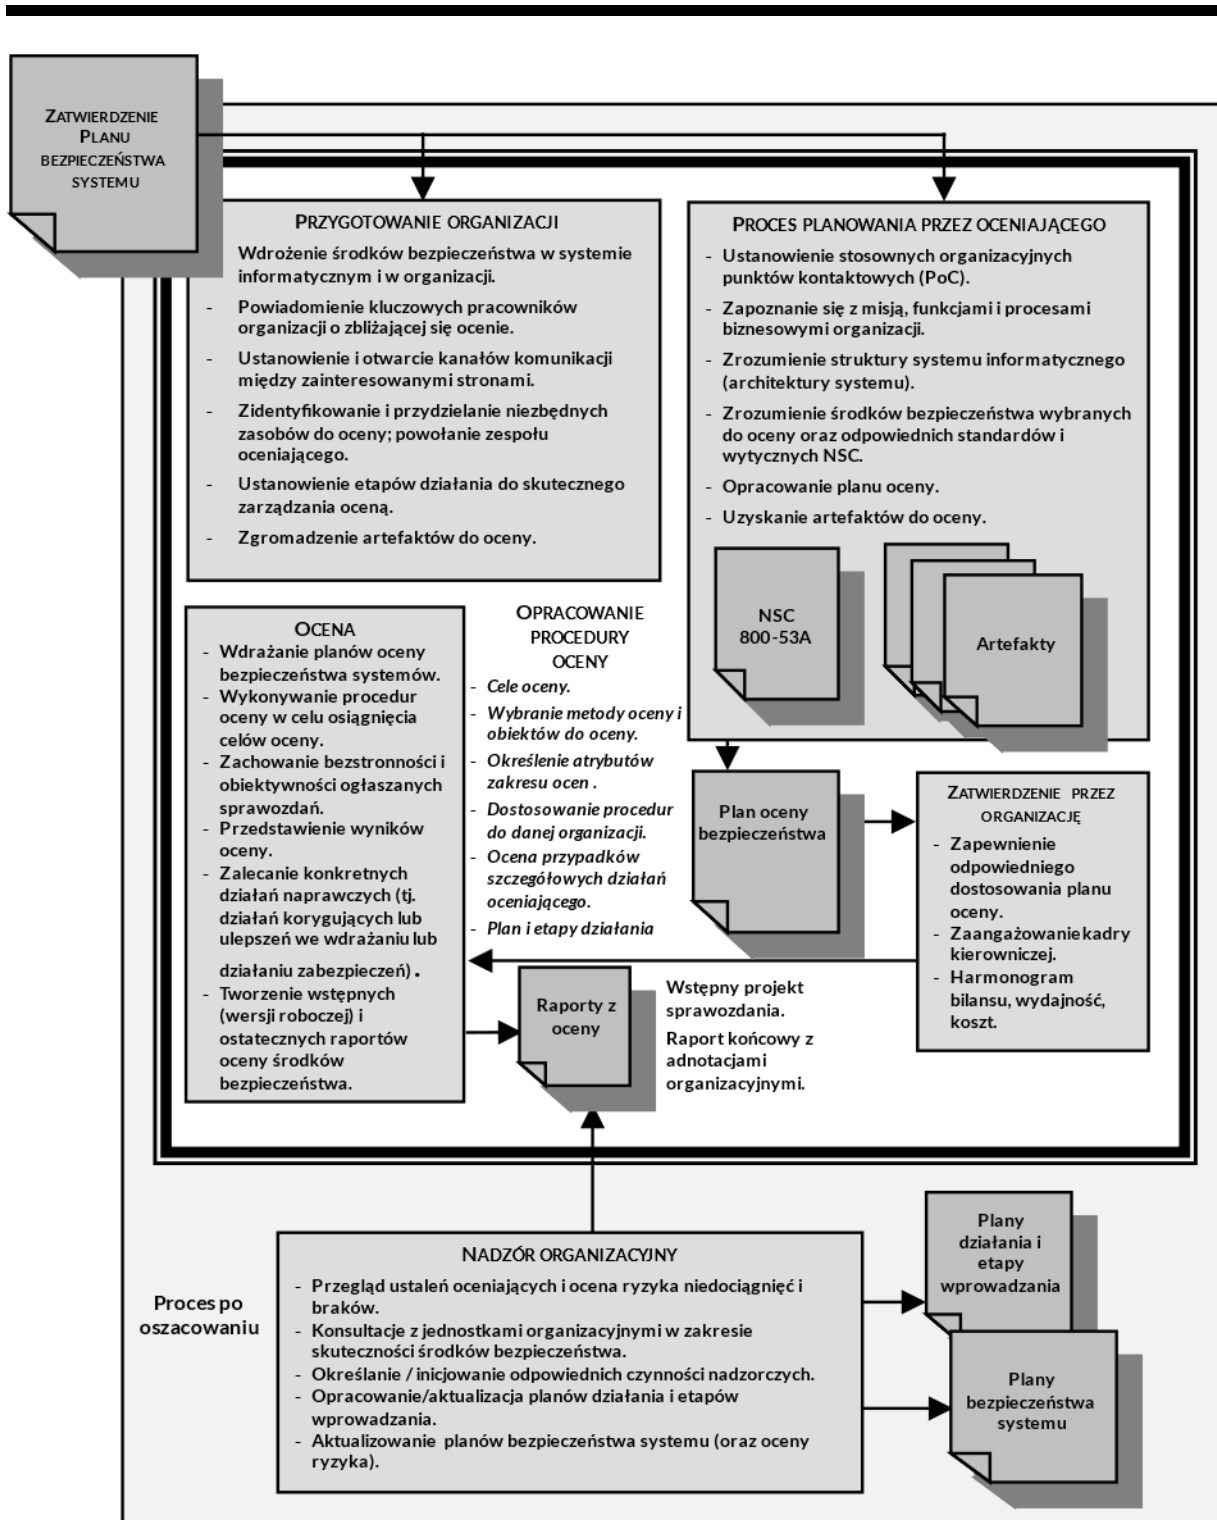 ZATWIERDZENIE
PLANU
BEZPIECZEŃSTWA
SYSTEMU
PRZYGOTOWANIE ORGANIZACJI
Wdrożenie środków bezpieczeństwa w systemie
informatycznym i w organizacji.
- Powiadomienie kluczowych pracowników
organizacji o zbliżającej się ocenie.
- Ustanowienie i otwarcie kanałów komunikacji
między zainteresowanymi stronami.
- Zidentyfikowanie i przydzielanie niezbędnych
zasobów do oceny; powołanie zespołu
oceniającego.
- Ustanowienie etapów działania do skutecznego
zarządzania oceną.
- Zgromadzenie artefaktów do oceny.
PROCES PLANOWANIA PRZEZ OCENIAJĄCEGO
- Ustanowienie stosownych organizacyjnych
punktów kontaktowych (PoC).
- Zapoznanie się z misją, funkcjami i procesami
biznesowymi organizacji.
- Zrozumienie struktury systemu informatycznego
(architektury systemu).
- Zrozumienie środków bezpieczeństwa wybranych
do oceny oraz odpowiednich standardów i
wytycznych NSC.
- Opracowanie planu oceny.
- Uzyskanie artefaktów do oceny.
NSC
800-53A
Artefakty
OCENA
- Wdrażanie planów oceny
bezpieczeństwa systemów.
- Wykonywanie procedur
oceny w celu osiągnięcia
celów oceny.
- Zachowanie bezstronności i
obiektywności ogłaszanych
sprawozdań.
- Przedstawienie wyników
oceny.
- Zalecanie konkretnych
działań naprawczych (tj.
działań korygujących lub
ulepszeń we wdrażaniu lub
działaniu zabezpieczeń) .
- Tworzenie wstępnych
(wersji roboczej) i
ostatecznych raportów
oceny środków
bezpieczeństwa.
OPRACOWANIE
PROCEDURY
OCENY
- Cele oceny.
- Wybranie metody oceny i
obiektów do oceny.
- Określenie atrybutów
zakresu ocen .
- Dostosowanie procedur
do danej organizacji.
- Ocena przypadków
szczegółowych działań
oceniającego.
- Plan i etapy działania
Plan oceny
bezpieczeństwa
ZATWIERDZENIE PRZEZ
ORGANIZACJĘ
- Zapewnienie
odpowiedniego
dostosowania planu
oceny.
- Zaangażowanie kadry
kierowniczej.
- Harmonogram
bilansu, wydajność,
koszt.
Raporty z
oceny
Wstępny projekt
sprawozdania.
Raport końcowy z
adnotacjami
organizacyjnymi.
Proces po
oszacowaniu
NADZÓR ORGANIZACYJNY
- Przegląd ustaleń oceniających i ocena ryzyka niedociągnięć i
braków.
- Konsultacje z jednostkami organizacyjnymi w zakresie
skuteczności środków bezpieczeństwa.
- Określanie / inicjowanie odpowiednich czynności nadzorczych.
- Opracowanie/aktualizacja planów działania i etapów
wprowadzania.
- Aktualizowanie planów bezpieczeństwa systemu (oraz oceny
ryzyka).
Plany
działania i
etapy
wprowadzania
Plany
bezpieczeństwa
systemu